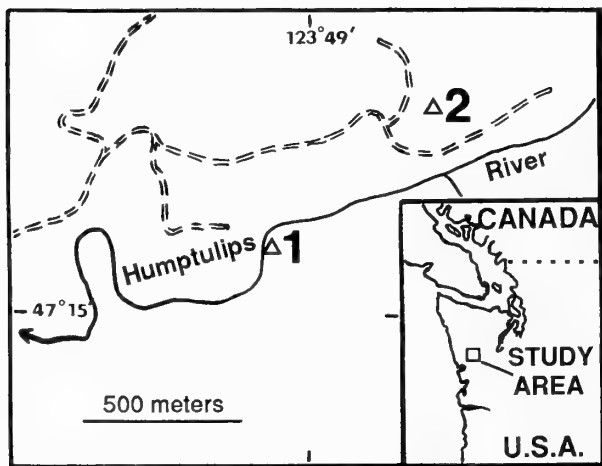 123°49'
2
River
CANADA
1
Humptulips
47°15'
STUDY
AREA
500 meters
U.S.A.